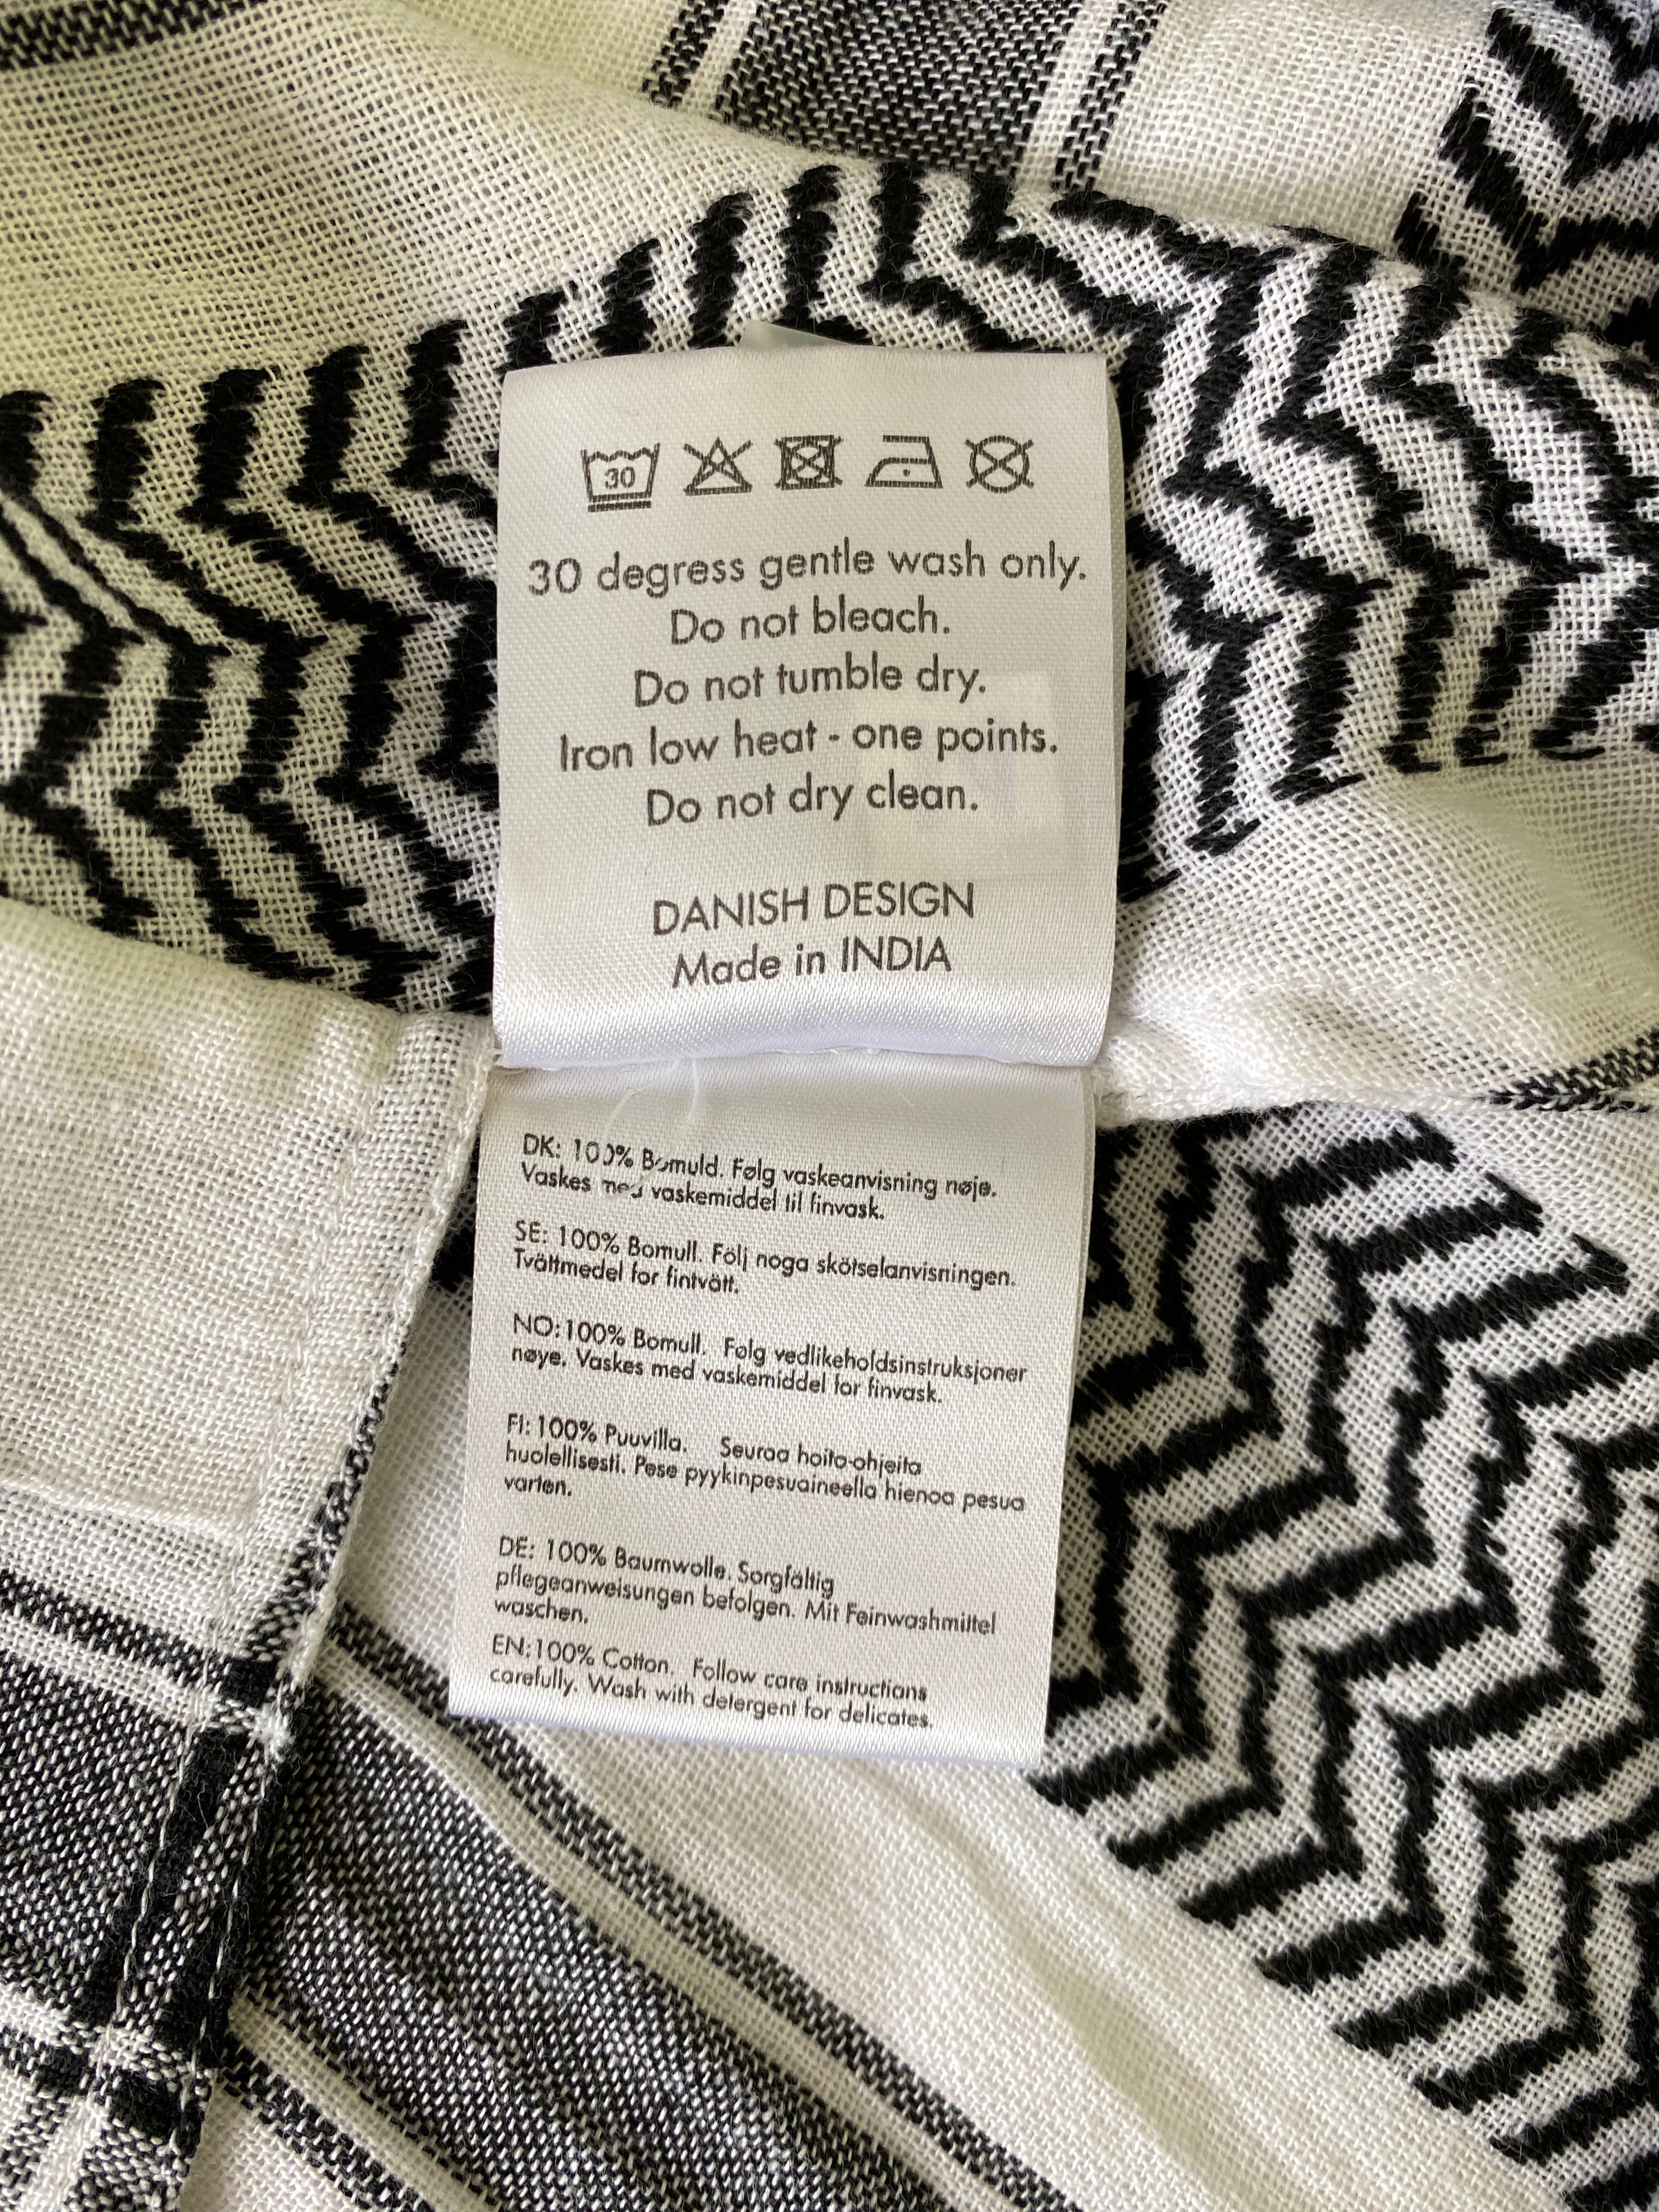 30
30 degress gentle wash only.
Do not bleach.
Do not tumble dry.
Iron low heat - one points.
Do not dry clean.
DANISH DESIGN
Made in INDIA
DK: 100% Bomuld. Følg vaskeanvisning nøje.
Vaskes med vaskemiddel til finvask.
SE: 100% Bomull. Följ noga skötselanvisningen.
Tvättmedel for fintvätt.
NO:100% Bomull. Følg vedlikeholdsinstruksjoner
nøye. Vaskes med vaskemiddel for finvask.
FI: 100% Puuvilla. Seuraa hoito-ohjeita
huolellisesti. Pese pyykinpesuaineella hienoa pesua
varten.
DE: 100% Baumwolle. Sorgfältig
pflegeanweisungen befolgen. Mit Feinwashmittel
waschen.
EN:100% Cotton. Follow care instructions
carefully. Wash with detergent for delicates.